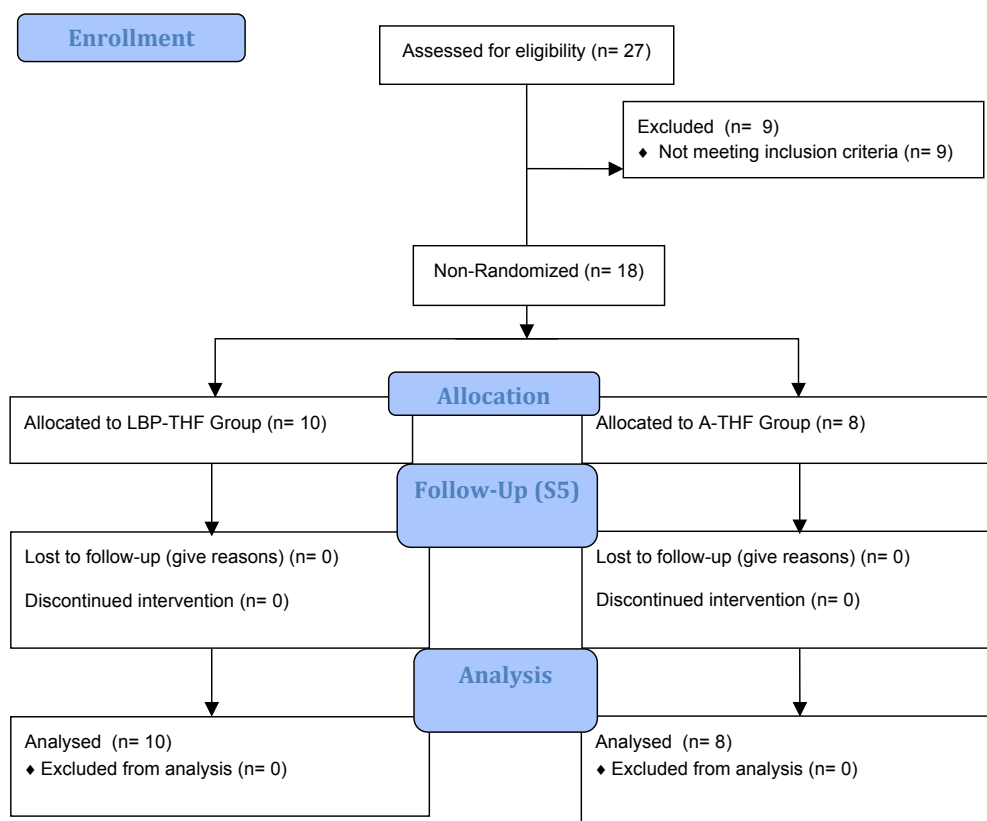 Enrollment
Assessed for eligibility (n= 27)
Excluded (n= 9)
♦ Not meeting inclusion criteria (n= 9)
Non-Randomized (n= 18)
Allocation
Allocated to LBP-THF Group (n= 10)
Allocated to A-THF Group (n= 8)
Follow-Up (S5)
Lost to follow-up (give reasons) (n= 0)
Discontinued intervention (n= 0)
Lost to follow-up (give reasons) (n= 0)
Discontinued intervention (n= 0)
Analysis
Analysed (n= 10)
♦ Excluded from analysis (n= 0)
Analysed (n= 8)
♦ Excluded from analysis (n= 0)